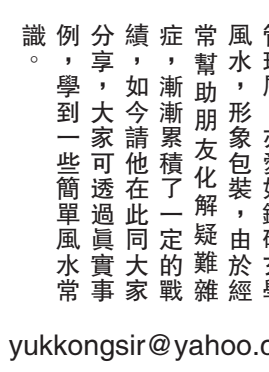 風水，形象包裝，由於經
常幫助朋友化解疑難雜
症，漸漸累積了一定的戰
績，如今請他在此同大家
分享，大家可透過眞實事
例，學到一些簡單風水常
識。
yukkongsir@yahoo.c